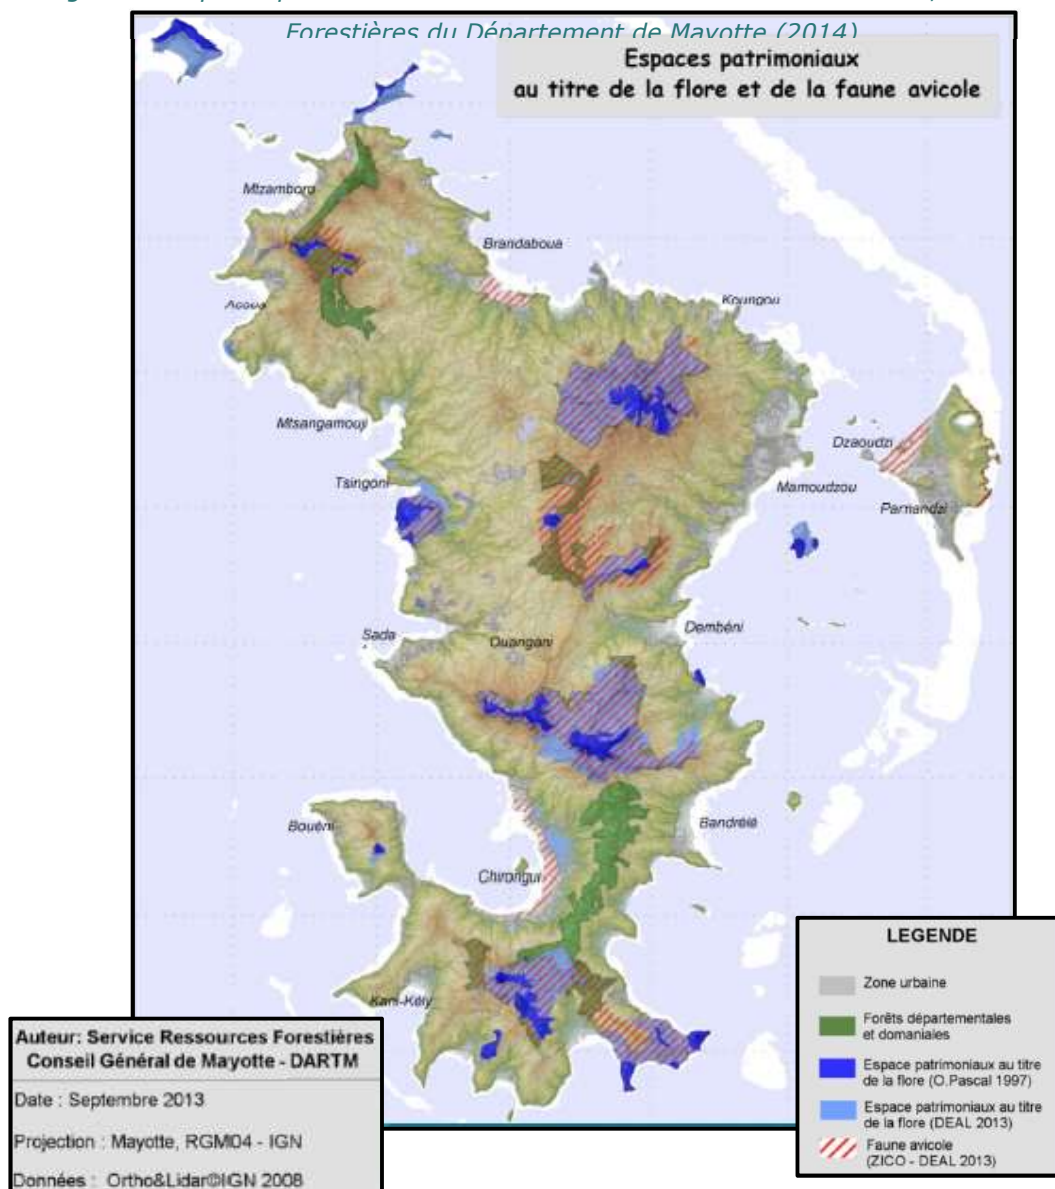 Forestières du Département de Mayotte (2014)
Espaces patrimoniaux
au titre de la flore et de la faune avicole
Mtzamboro
Brandaboua
Acoua
Koungou
Mtsangamouji
Dzaoudzi
Tsingoni
Mamoudzou
Pamandzi
Sada
Ouangani
Dembéni
Bouéni
Bandrélé
Chirongui
Kani-Kély
LEGENDE
Zone urbaine
Forêts départementales
et domaniales
Espace patrimoniaux au titre
de la flore (O.Pascal 1997)
Espace patrimoniaux au titre
de la flore (DEAL 2013)
Faune avicole
(ZICO - DEAL 2013)
Auteur: Service Ressources Forestières
Conseil Général de Mayotte - DARTM
Date : Septembre 2013
Projection : Mayotte, RGM04 - IGN
Données : Ortho&Lidar©IGN 2008